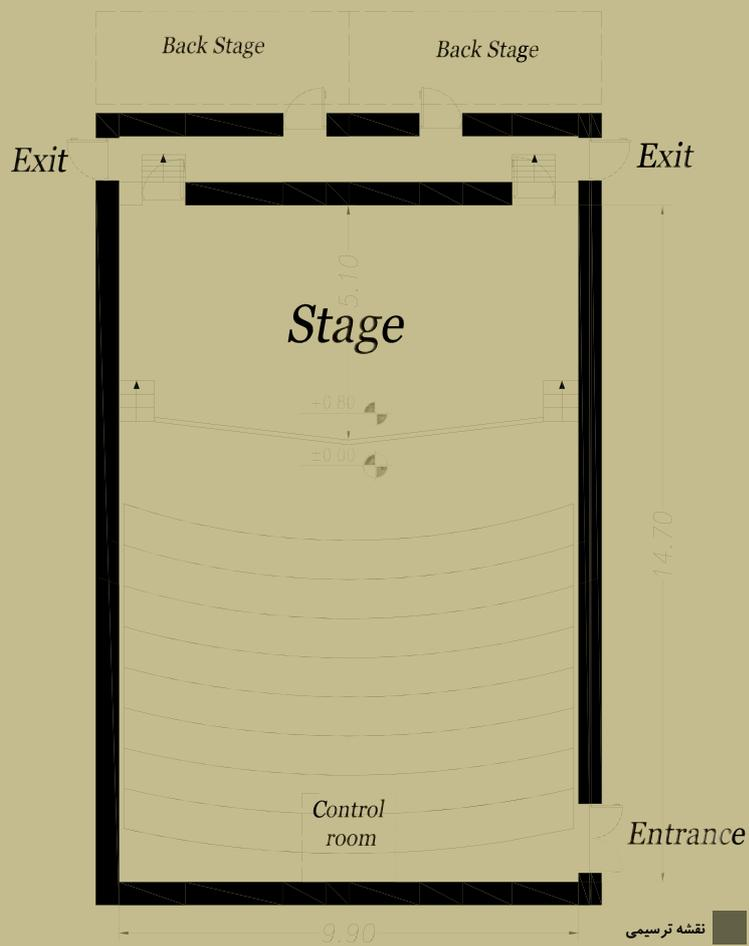 Back Stage
Back Stage
Exit
Exit
5.10
Stage
+0.80
±0.00
14.70
Control
room
Entrance
نقشه ترسیمی
9.90